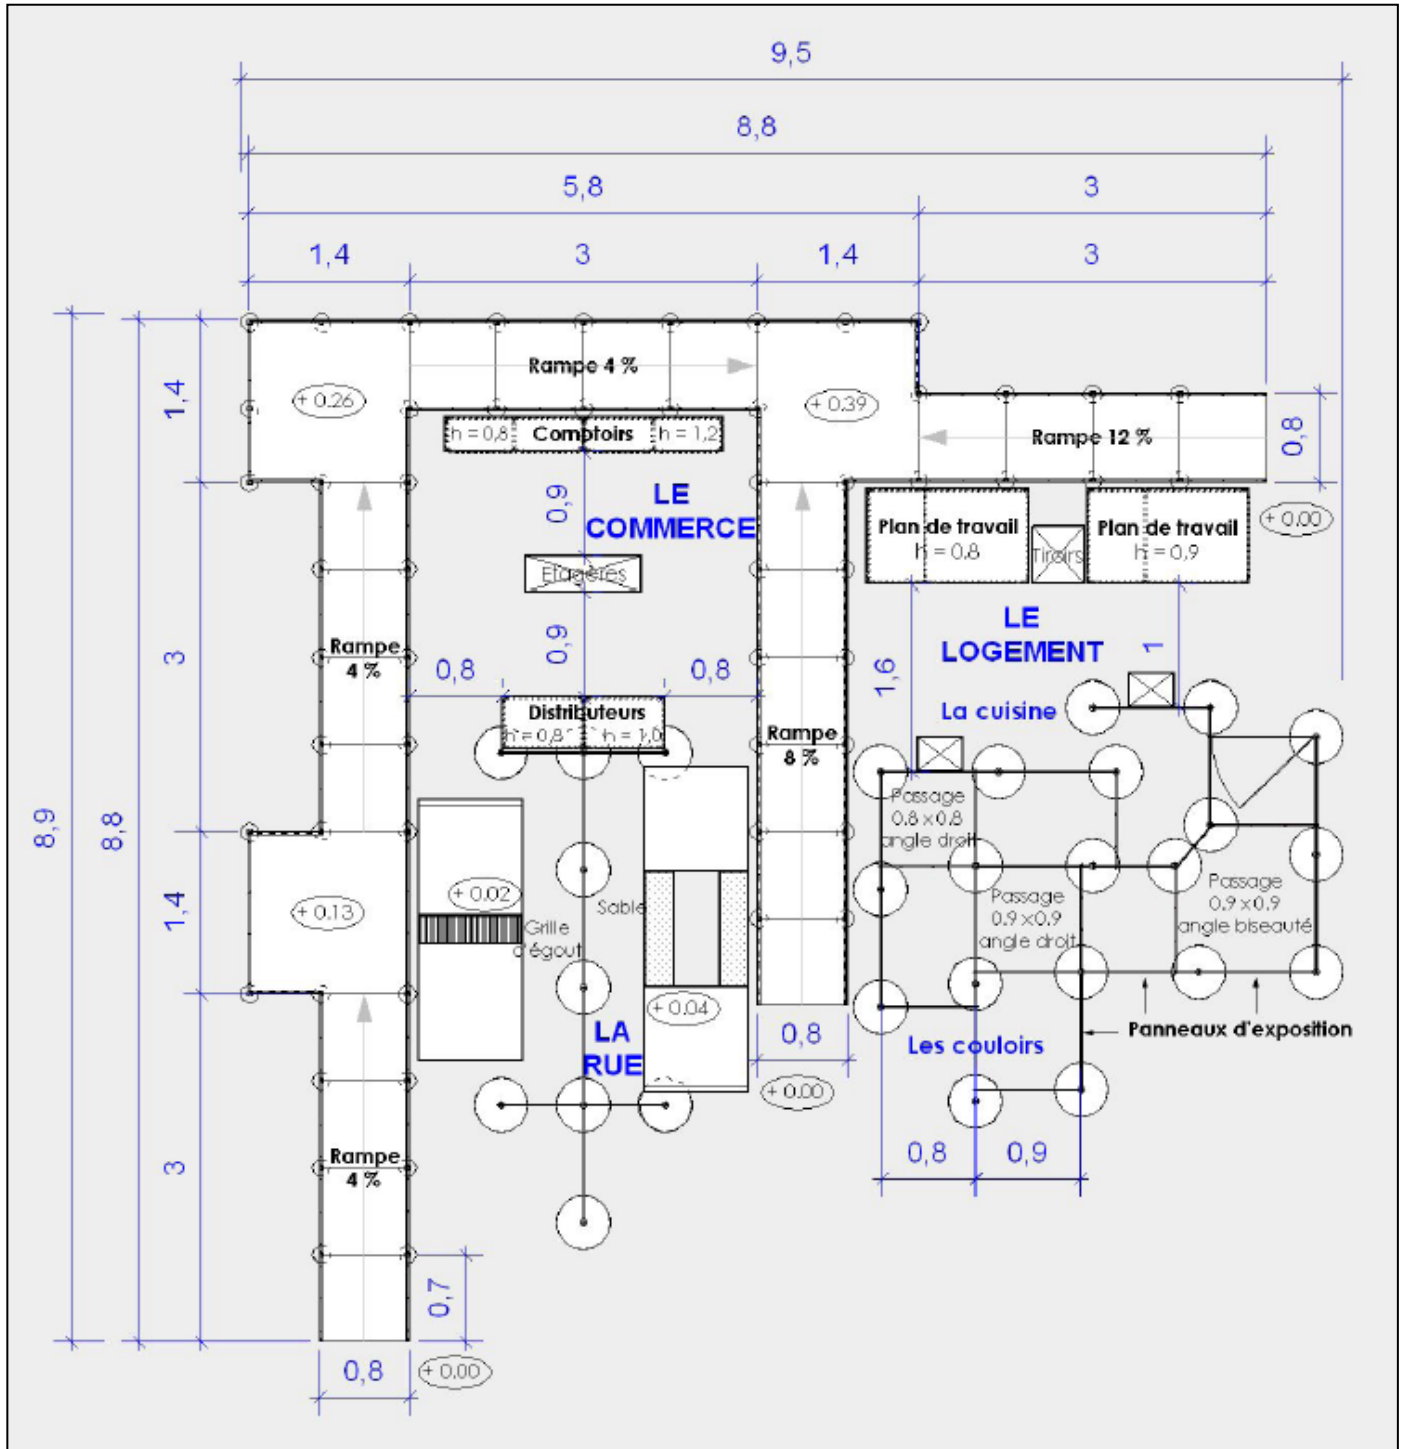 9,5
8,8
5,8
3
1,4
3
1,4
3
Rampe 4 %
+ 0.26
+ 0.39
1,4
h = 0,8
Comptoirs
h = 1,2
Rampe 12 %
0,8
LE
COMMERCE
0,9
Plan de travail
h = 0,8
Tiroirs
Plan de travail
h = 0,9
+ 0.00
Etagères
LE
LOGEMENT
Rampe
4 %
3
0,9
0,8
0,8
1,6
1
La cuisine
Distributeurs
h = 0,8
h = 1,0
Rampe
8 %
8,9
8,8
Passage
0.8 x 0.8
angle droit
+ 0.02
Sable
Grille
d'égout
1,4
+ 0.13
Passage
0.9 x 0.9
angle droit
Passage
0.9 x 0.9
angle biseauté
+ 0.04
LA
RUE
0,8
+ 0.00
Les couloirs
Panneaux d'exposition
Rampe
4 %
3
0,8
0,9
0,7
0,8
+ 0.00